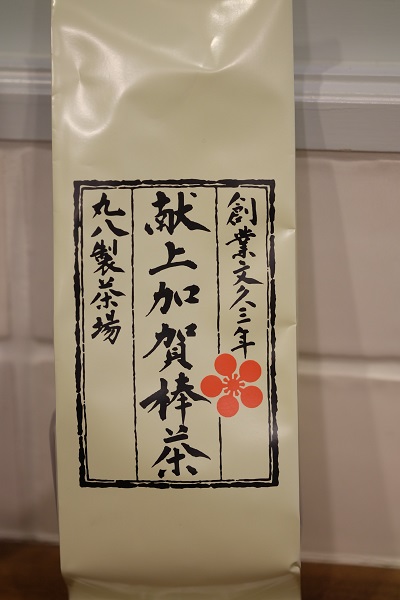 創業文久三年
献上加賀棒茶
丸八製茶場